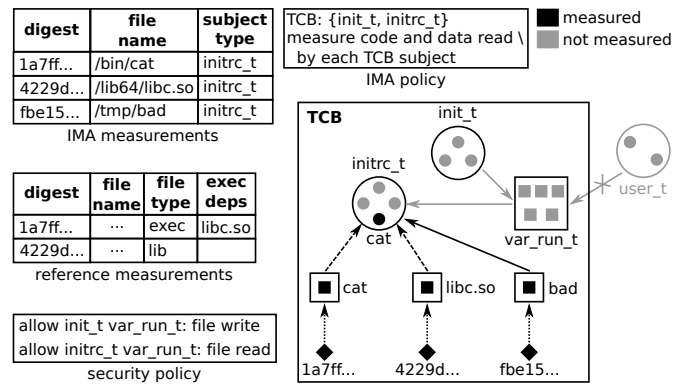 digest file name subject type
1a7ff... /bin/cat initrc_t
4229d... /lib64/libc.so initrc_t
fbe15... /tmp/bad initrc_t
IMA measurements
TCB: {init_t, initrc_t}
measure code and data read \
by each TCB subject
IMA policy
measured
not measured
digest file name file type exec deps
1a7ff... ... exec libc.so
4229d... ... lib
reference measurements
allow init_t var_run_t: file write
allow initrc_t var_run_t: file read
security policy
TCB
init_t
initrc_t
user_t
cat
var_run_t
cat
libc.so
bad
1a7ff...
4229d...
fbe15...